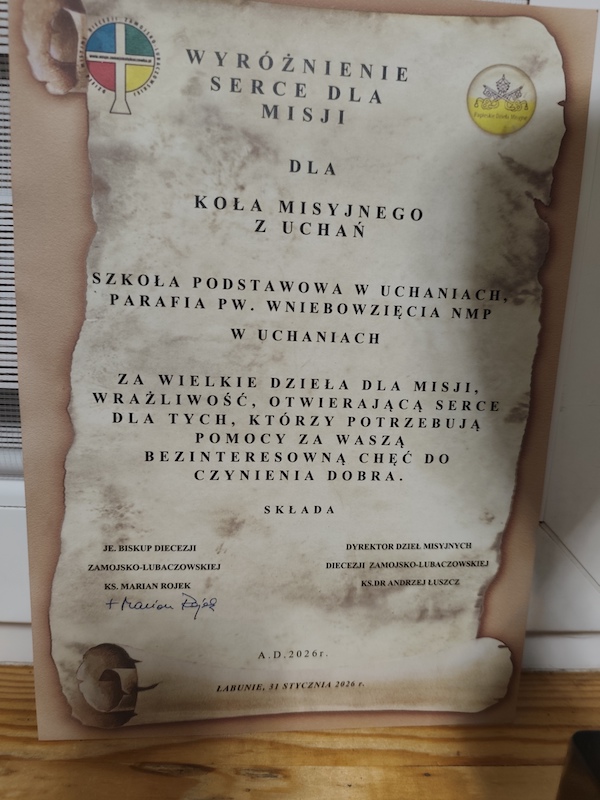 WYRÓŻNIENIE
SERCE DLA
MISJI
DLA
KOŁA MISYJNEGO
Z UCHAŃ
SZKOŁA PODSTAWOWA W UCHANIACH,
PARAFIA PW. WNIEBOWZIĘCIA NMP
W UCHANIACH
ZA WIELKIE DZIEŁA DLA MISJI,
WRAŻLIWOŚĆ, OTWIERAJĄCĄ SERCE
DLA TYCH, KTÓRZY POTRZEBUJĄ
POMOCY ZA WASZĄ
BEZINTERESOWNĄ CHĘĆ DO
CZYNIENIA DOBRA.
SKŁADA
JE. BISKUP DIECEZJI
ZAMOJSKO-LUBACZOWSKIEJ
KS. MARIAN ROJEK
+ Marian Rojek
DYREKTOR DZIEŁ MISYJNYCH
DIECEZJI ZAMOJSKO-LUBACZOWSKIEJ
KS.DR ANDRZEJ ŁUSZCZ
A.D.2026r.
ŁABUNIE, 31 STYCZNIA 2026 r.